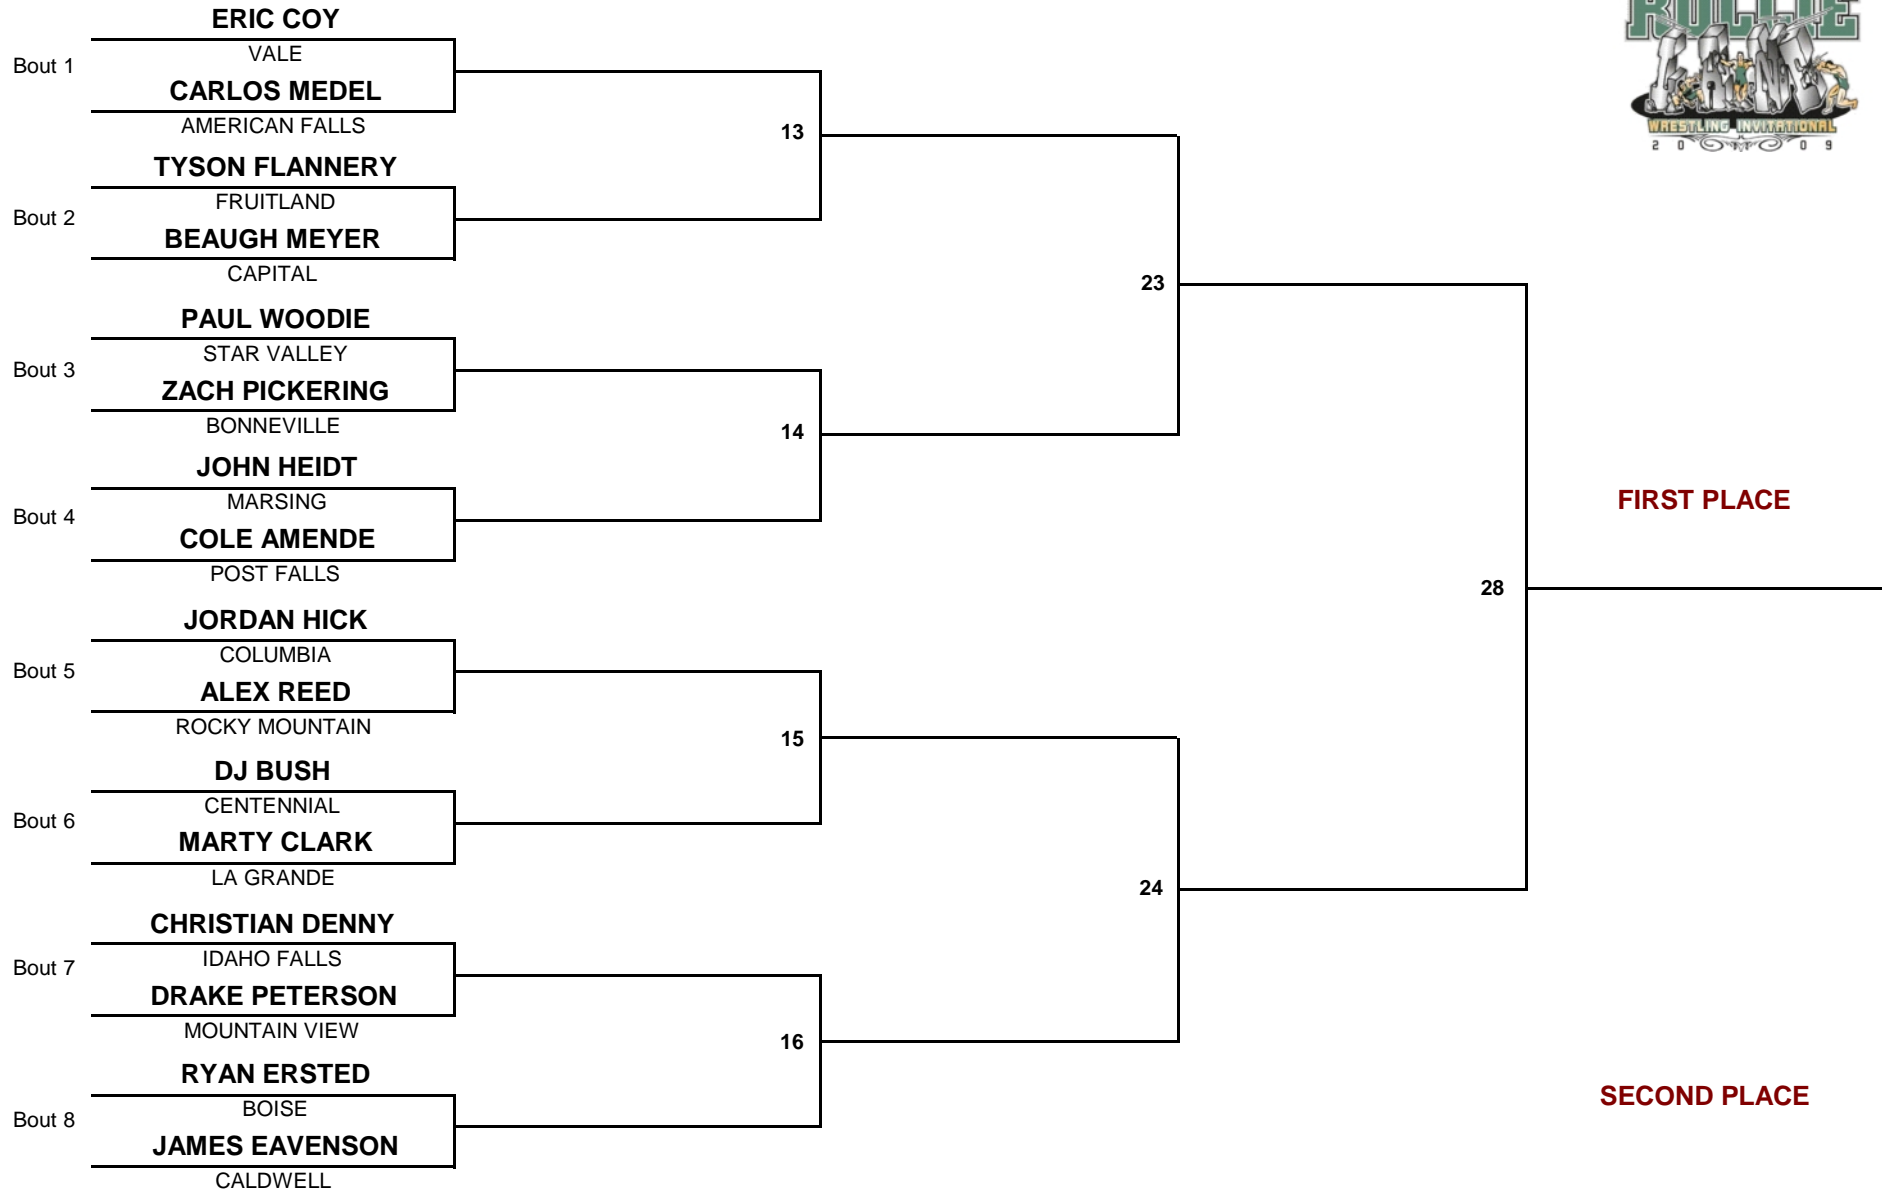 ROLLIE
LANE
WRESTLING INVITATIONAL
2009
ERIC COY
Bout 1
VALE
CARLOS MEDEL
AMERICAN FALLS
13
TYSON FLANNERY
Bout 2
FRUITLAND
BEAUGH MEYER
CAPITAL
23
PAUL WOODIE
Bout 3
STAR VALLEY
ZACH PICKERING
BONNEVILLE
14
JOHN HEIDT
Bout 4
MARSING
COLE AMENDE
POST FALLS
FIRST PLACE
28
JORDAN HICK
Bout 5
COLUMBIA
ALEX REED
ROCKY MOUNTAIN
15
DJ BUSH
Bout 6
CENTENNIAL
MARTY CLARK
LA GRANDE
24
CHRISTIAN DENNY
Bout 7
IDAHO FALLS
DRAKE PETERSON
MOUNTAIN VIEW
16
RYAN ERSTED
Bout 8
BOISE
JAMES EAVENSON
CALDWELL
SECOND PLACE